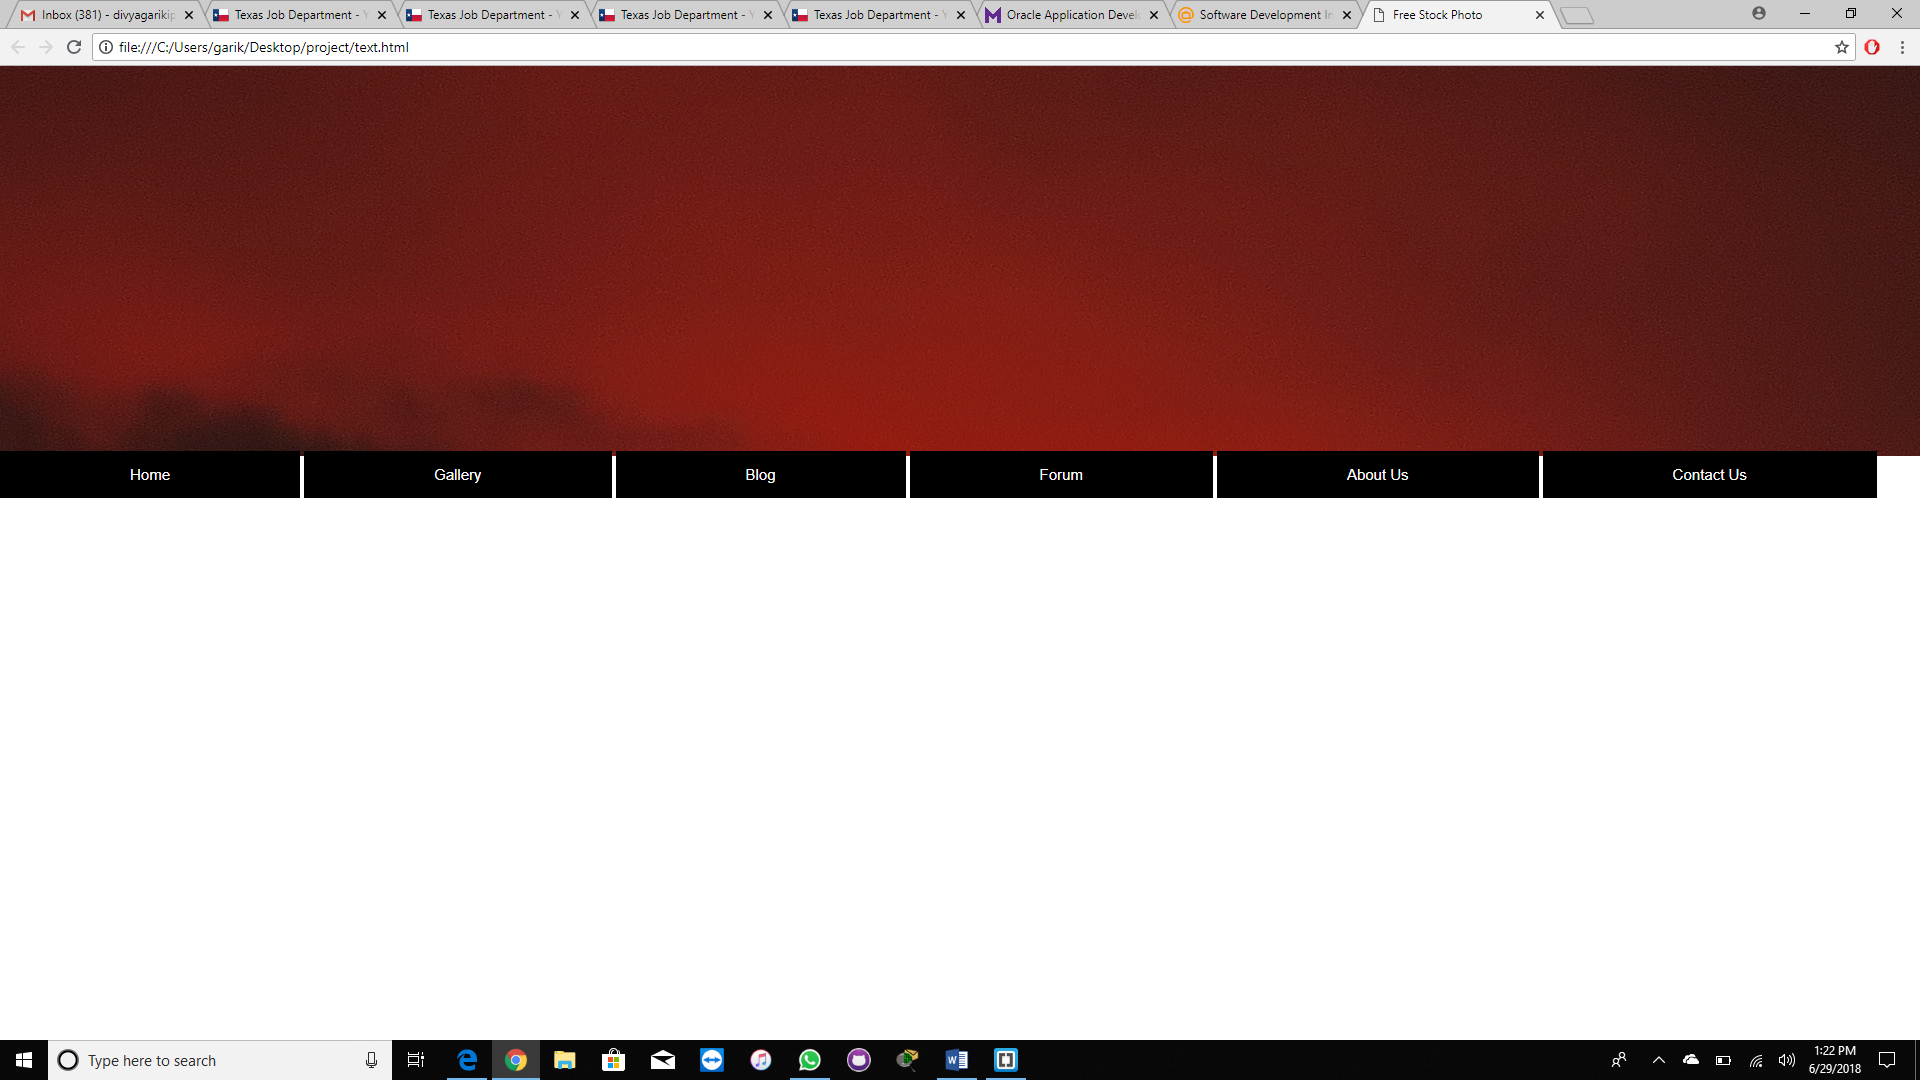 Inbox (381) - divyagarikip
Texas Job Department - Y
Texas Job Department - Y
Texas Job Department - Y
Texas Job Department - Y
Oracle Application Devel
Software Development In
Free Stock Photo
file:///C:/Users/garik/Desktop/project/text.html
Home Gallery Blog Forum About Us Contact Us
Type here to search
1:22 PM
6/29/2018